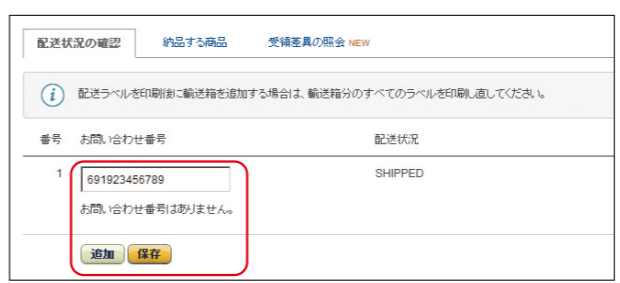 配送状況の確認 納品する商品 受領差異の照会 NEW
配送ラベルを印刷後に輸送箱を追加する場合は、輸送箱分のすべてのラベルを印刷し直してください。
番号 お問い合わせ番号 配送状況
1 691923456789 SHIPPED
お問い合わせ番号はありません。
追加 保存